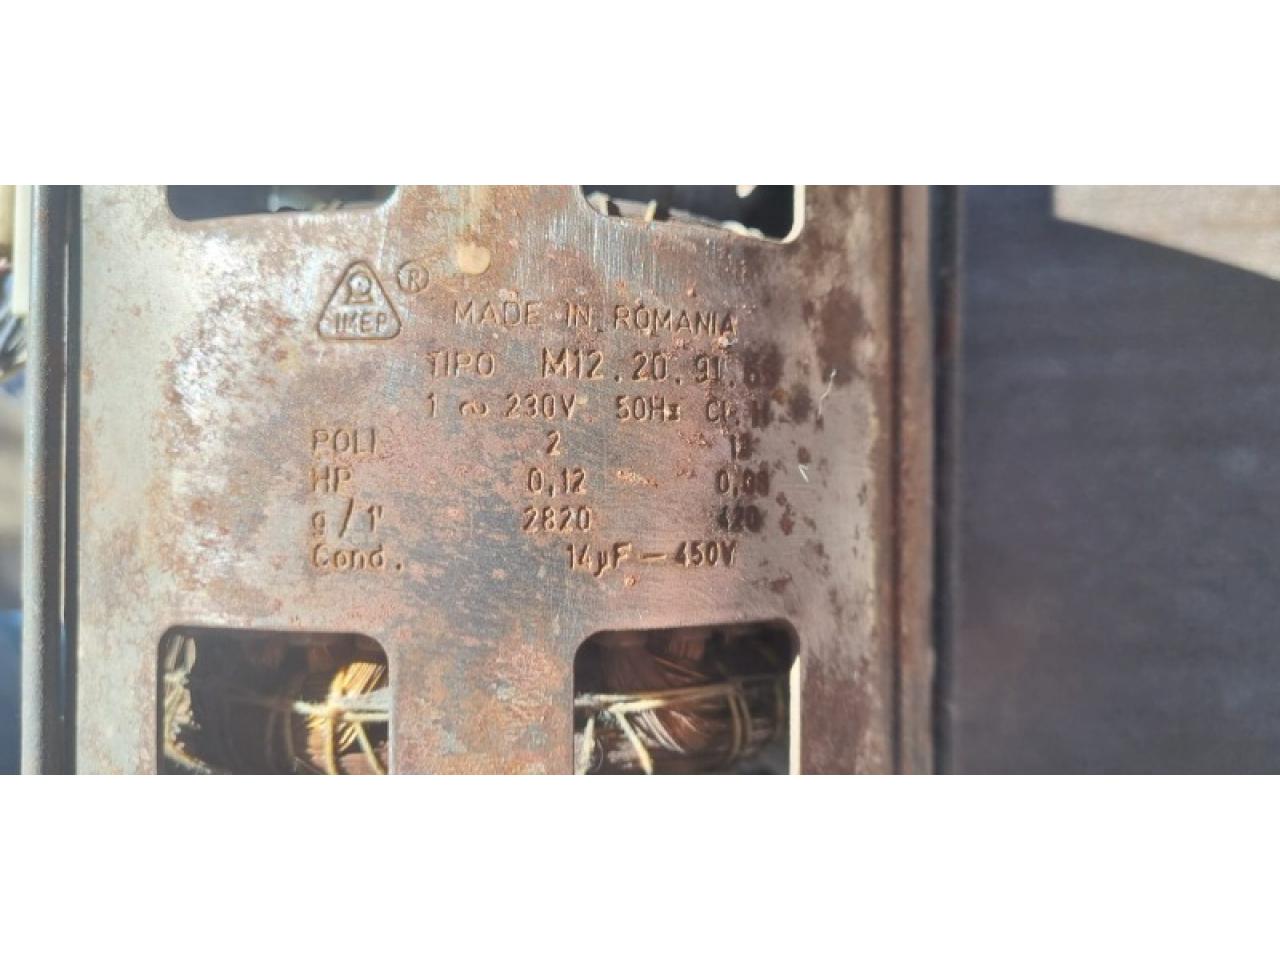 IMEP ®
MADE IN ROMANIA
TIPO M12.20.91.
1 ~ 230V 50Hz
POLI 2 12
HP 0,12
g/1' 2820 420
Cond. 14µF – 450V